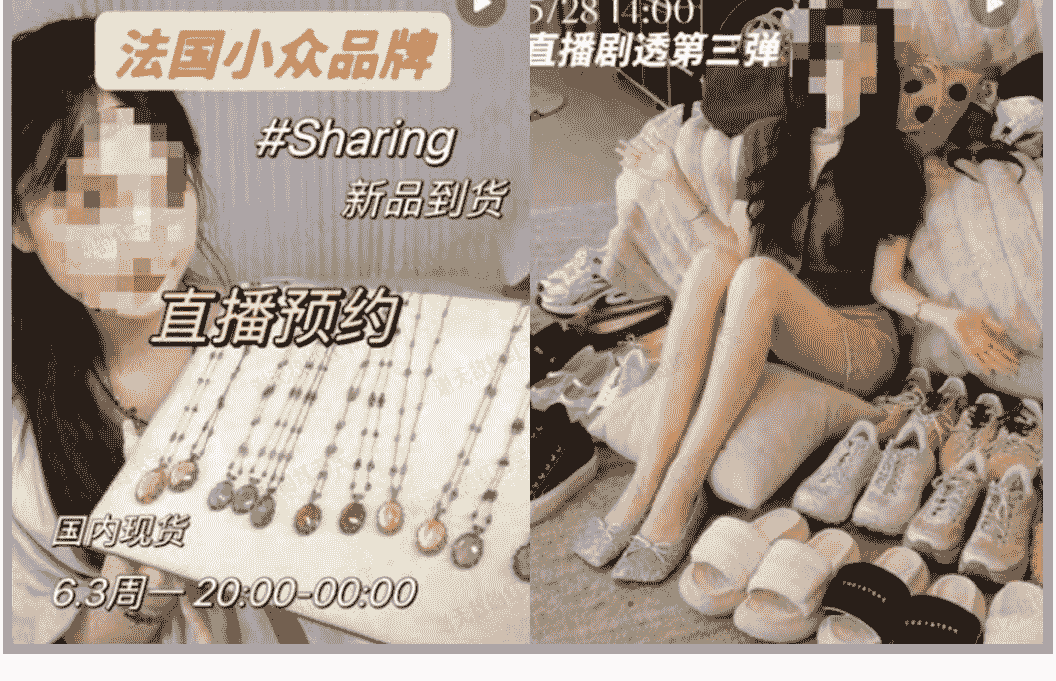 法国小众品牌
#Sharing
新品到货
直播预约
国内现货
6.3周一 20:00-00:00
5/28 14:00
直播剧透第三弹